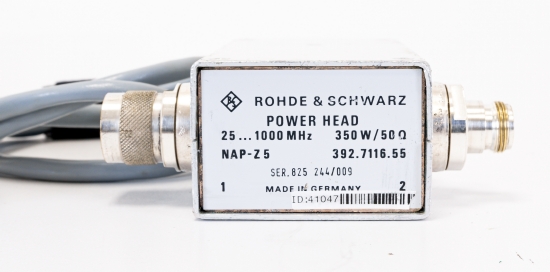 ROHDE & SCHWARZ
POWER HEAD
25...1000 MHz 350 W/50 Ω
NAP-Z5 392.7116.55
SER. 825 244/009
1 MADE IN GERMANY 2
ID:41047